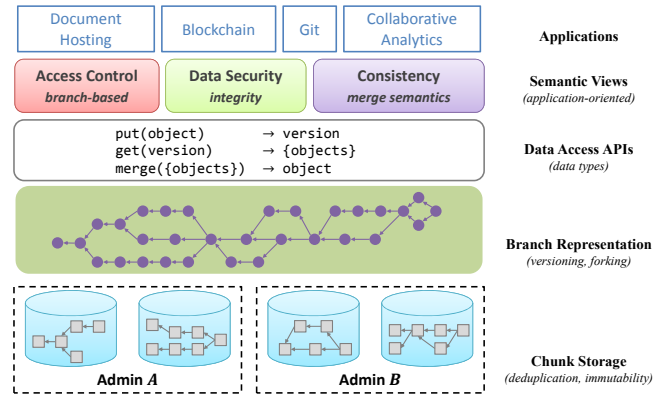 Document
Hosting
Blockchain
Git
Collaborative
Analytics
Applications
Access Control
branch-based
Data Security
integrity
Consistency
merge semantics
Semantic Views
(application-oriented)
put(object) → version
get(version) → {objects}
merge({objects}) → object
Data Access APIs
(data types)
Branch Representation
(versioning, forking)
Admin A
Admin B
Chunk Storage
(deduplication, immutability)